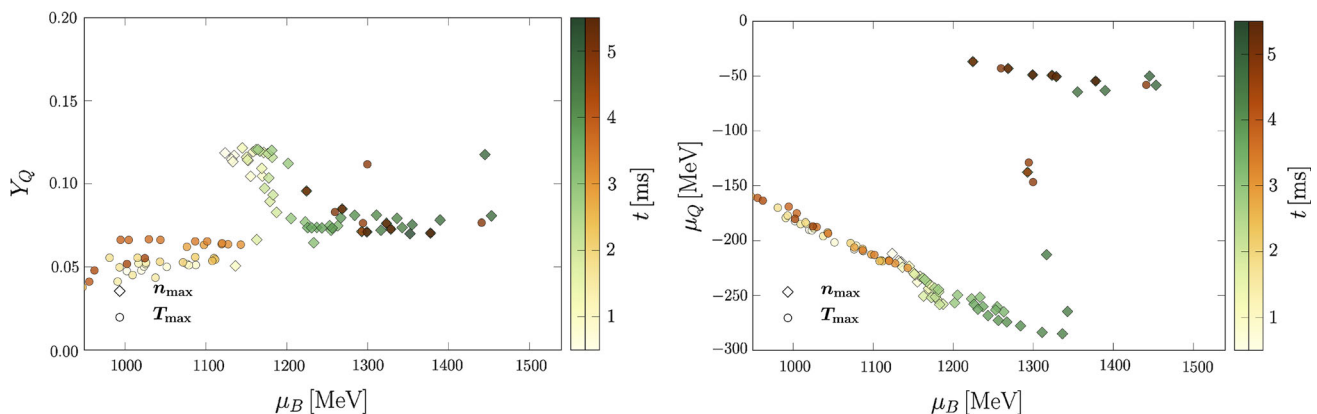 0.20
0.15
0.10
0.05
0.00
Y_Q
1000 1100 1200 1300 1400 1500
μ_B [MeV]
n_max
T_max
5
4
3
2
1
t [ms]
0
−50
−100
−150
−200
−250
−300
μ_Q [MeV]
1000 1100 1200 1300 1400 1500
μ_B [MeV]
n_max
T_max
5
4
3
2
1
t [ms]